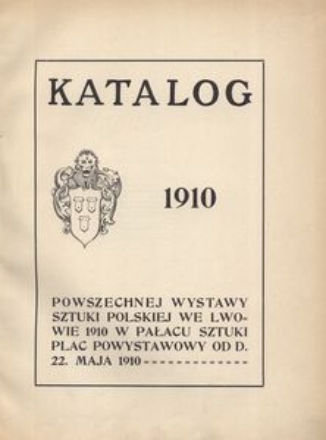 KATALOG
1910
POWSZECHNEJ WYSTAWY
SZTUKI POLSKIEJ WE LWO-
WIE 1910 W PAŁACU SZTUKI
PLAC POWYSTAWOWY OD D.
22. MAJA 1910-------------